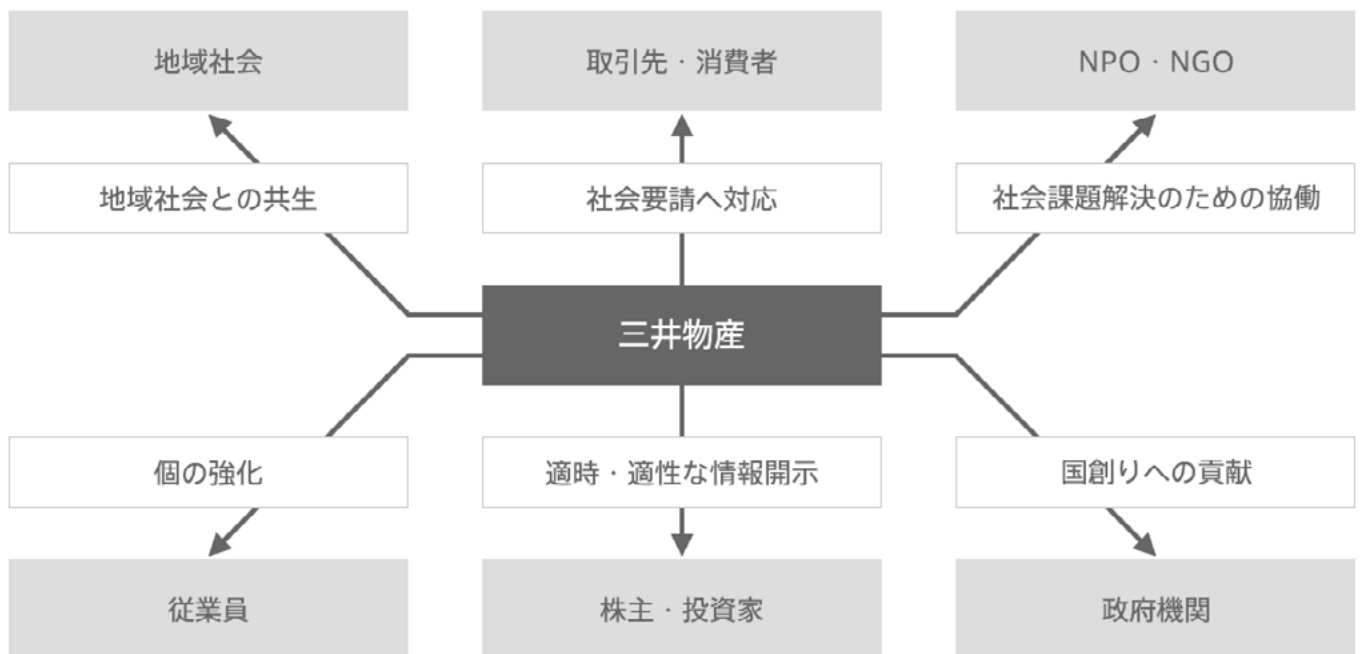 地域社会
取引先・消費者
NPO・NGO
地域社会との共生
社会要請へ対応
社会課題解決のための協働
三井物産
個の強化
適時・適性な情報開示
国創りへの貢献
従業員
株主・投資家
政府機関